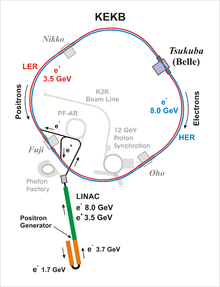 KEKB
Nikko
Tsukuba
(Belle)
LER
e+
3.5 GeV
Positrons
K2K
Beam Line
e-
8.0 GeV
HER
Electrons
PF-AR
12 GeV
Proton
Synchrotron
e-
e+
Fuji
Oho
Photon
Factory
LINAC
e- 8.0 GeV
e+ 3.5 GeV
Positron
Generator
e- 3.7 GeV
e- 1.7 GeV